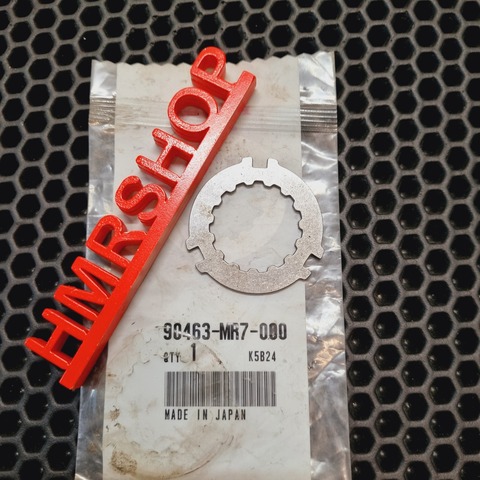 HMRSHOP
90463-MR7-000
QTY 1 K5B24
MADE IN JAPAN